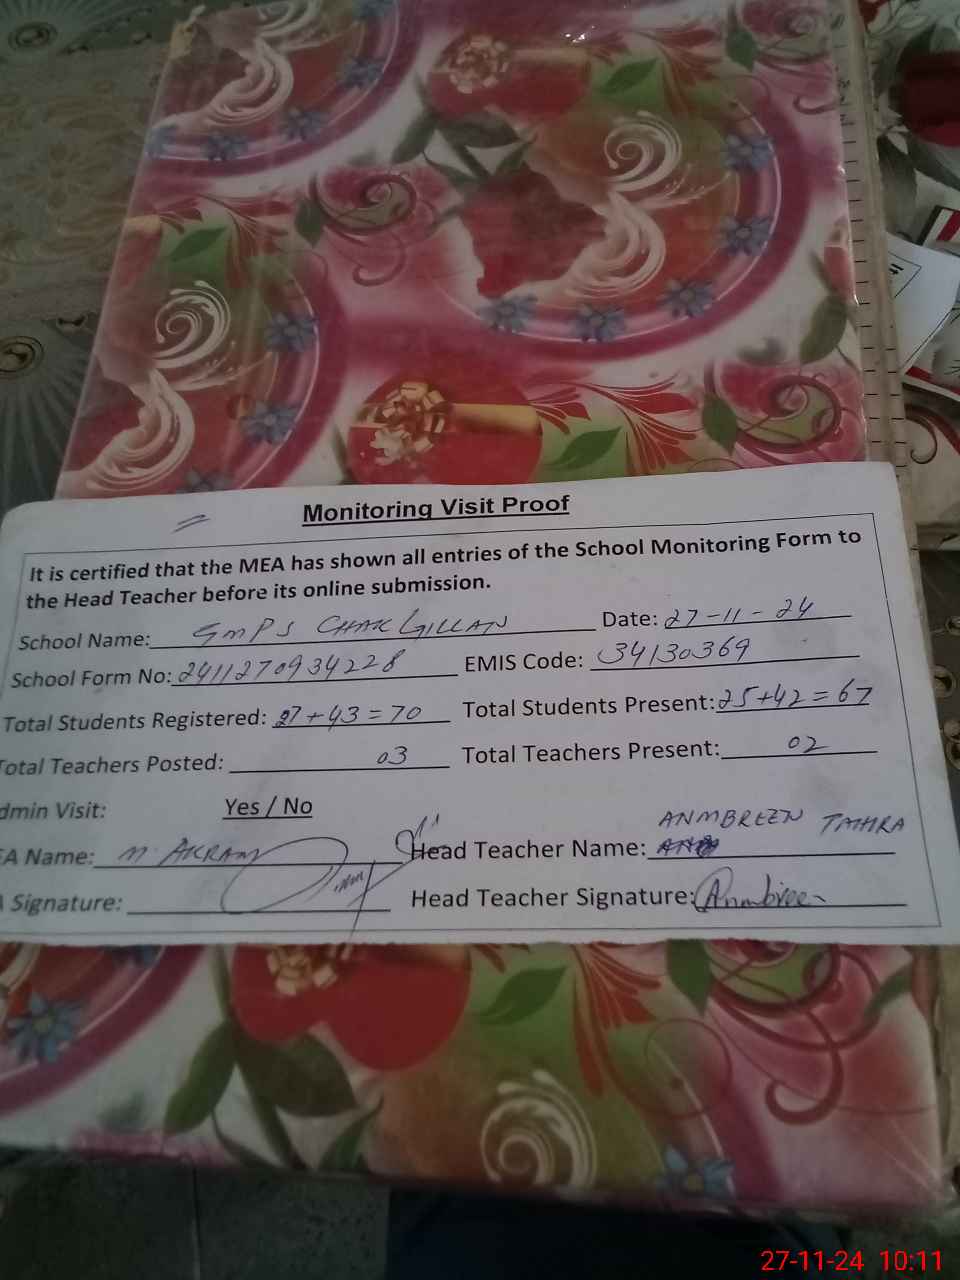 Monitoring Visit Proof
It is certified that the MEA has shown all entries of the School Monitoring Form to
the Head Teacher before its online submission.
School Name: GMPS CHAK GILLAN Date: 27-11-24
School Form No: 2411270934228 EMIS Code: 34130369
Total Students Registered: 27+43=70 Total Students Present: 25+42=67
Total Teachers Posted: 03 Total Teachers Present: 02
dmin Visit: Yes / No
EA Name: M. AKRAM Head Teacher Name: ANMBREEN TAHIRA
A Signature: Head Teacher Signature: Anmbreen
27-11-24 10:11